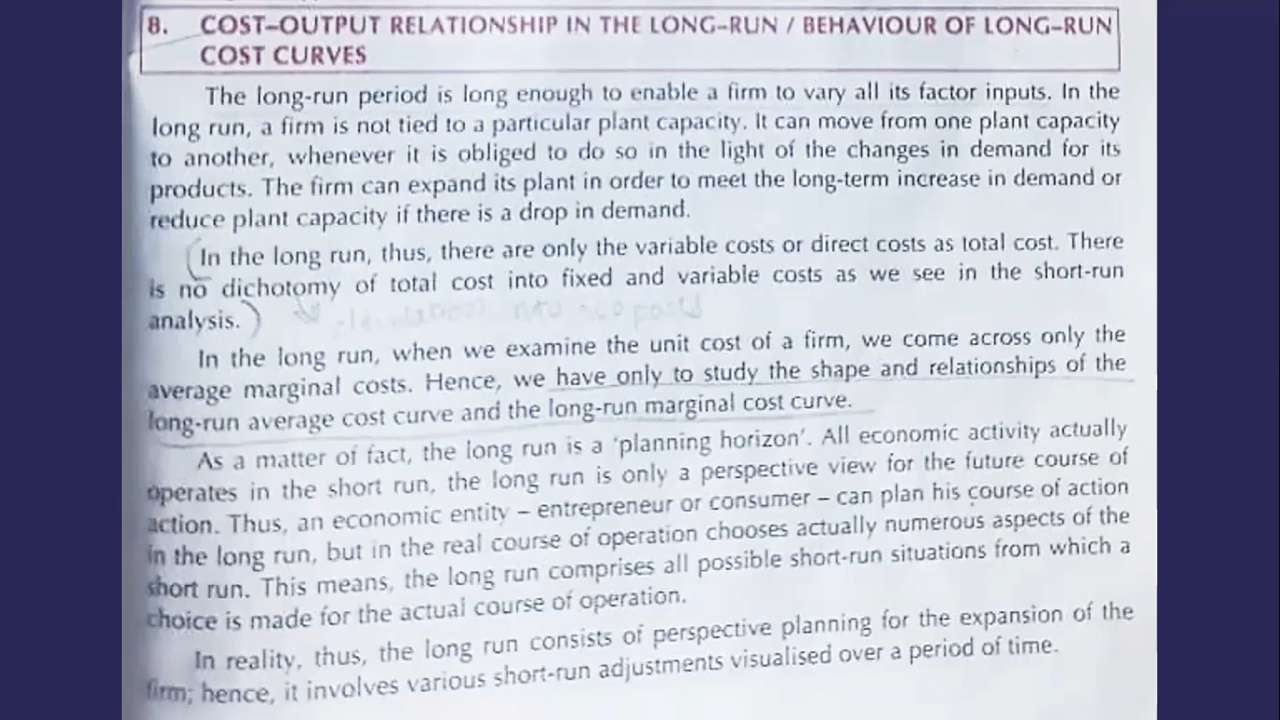 8. COST–OUTPUT RELATIONSHIP IN THE LONG–RUN / BEHAVIOUR OF LONG–RUN
COST CURVES
The long-run period is long enough to enable a firm to vary all its factor inputs. In the
long run, a firm is not tied to a particular plant capacity. It can move from one plant capacity
to another, whenever it is obliged to do so in the light of the changes in demand for its
products. The firm can expand its plant in order to meet the long-term increase in demand or
reduce plant capacity if there is a drop in demand.
(In the long run, thus, there are only the variable costs or direct costs as total cost. There
is no dichotomy of total cost into fixed and variable costs as we see in the short-run
analysis.)
In the long run, when we examine the unit cost of a firm, we come across only the
average marginal costs. Hence, we have only to study the shape and relationships of the
long-run average cost curve and the long-run marginal cost curve.
As a matter of fact, the long run is a ‘planning horizon’. All economic activity actually
operates in the short run, the long run is only a perspective view for the future course of
action. Thus, an economic entity – entrepreneur or consumer – can plan his course of action
in the long run, but in the real course of operation chooses actually numerous aspects of the
short run. This means, the long run comprises all possible short-run situations from which a
choice is made for the actual course of operation.
In reality, thus, the long run consists of perspective planning for the expansion of the
firm; hence, it involves various short-run adjustments visualised over a period of time.